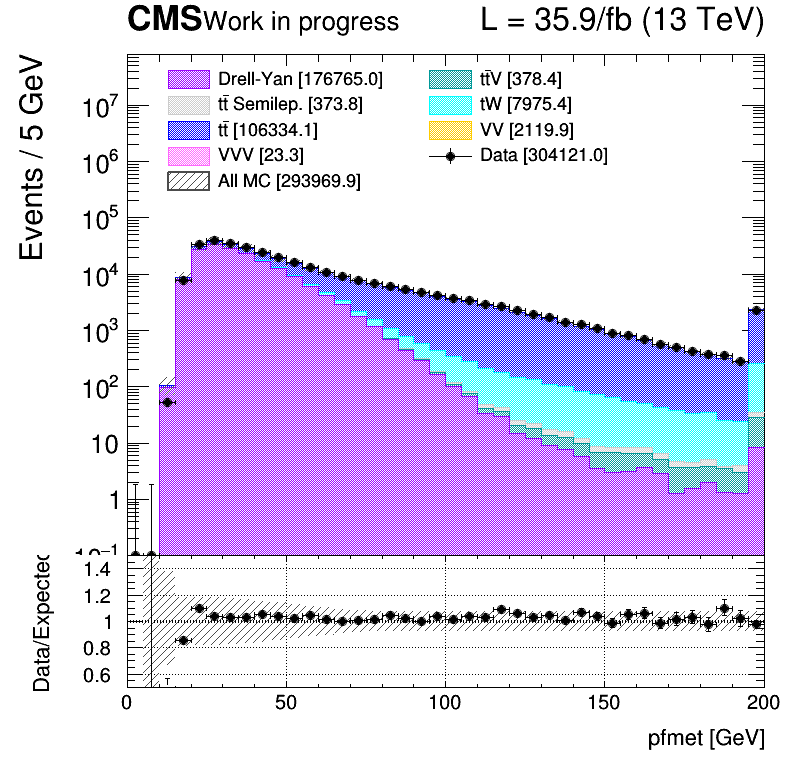 CMS Work in progress L = 35.9/fb (13 TeV)
Events / 5 GeV
Drell-Yan [176765.0] tt̄V [378.4]
tt̄ Semilep. [373.8] tW [7975.4]
tt̄ [106334.1] VV [2119.9]
VVV [23.3] Data [304121.0]
All MC [293969.9]
10⁷
10⁶
10⁵
10⁴
10³
10²
10
1
10⁻¹
Data/Expected
1.4
1.2
1
0.8
0.6
0 50 100 150 200
pfmet [GeV]